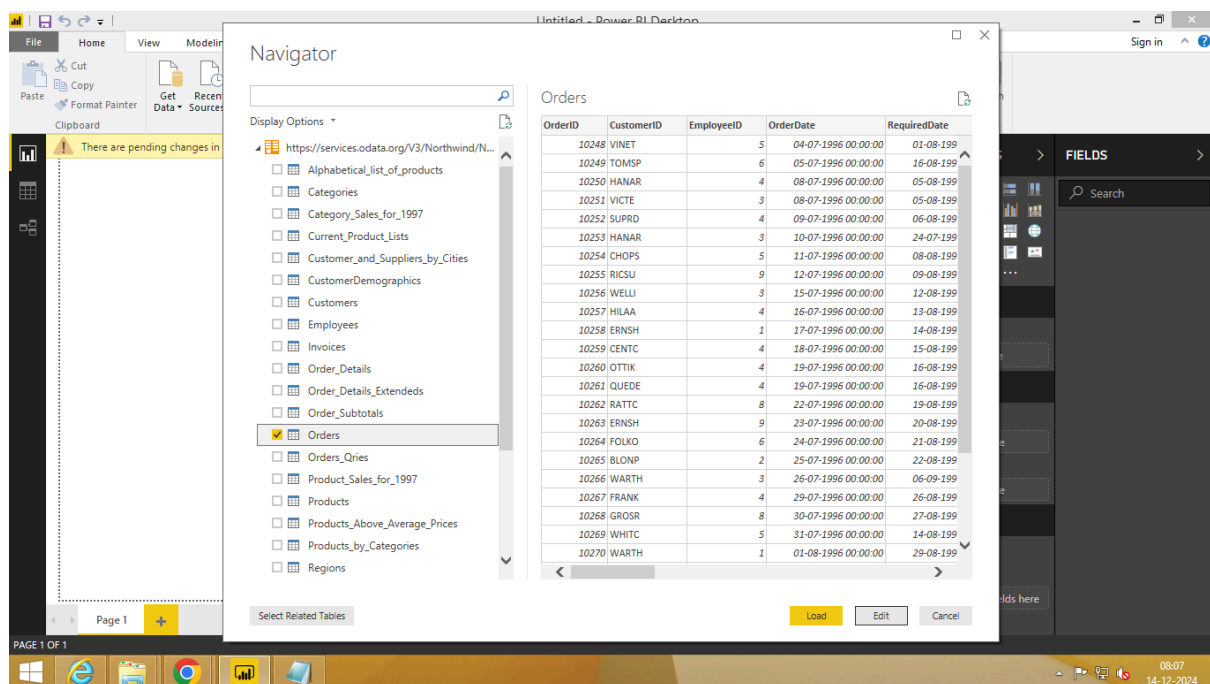 Untitled - Power BI Desktop
File Home View Modelin
Sign in
Cut
Copy
Format Painter
Paste
Get Data
Recen
Sources
Clipboard
There are pending changes in
Navigator
Display Options
https://services.odata.org/V3/Northwind/N...
Alphabetical_list_of_products
Categories
Category_Sales_for_1997
Current_Product_Lists
Customer_and_Suppliers_by_Cities
CustomerDemographics
Customers
Employees
Invoices
Order_Details
Order_Details_Extendeds
Order_Subtotals
Orders
Orders_Qries
Product_Sales_for_1997
Products
Products_Above_Average_Prices
Products_by_Categories
Regions
Select Related Tables
Orders
OrderID CustomerID EmployeeID OrderDate RequiredDate
10248 VINET 5 04-07-1996 00:00:00 01-08-199
10249 TOMSP 6 05-07-1996 00:00:00 16-08-199
10250 HANAR 4 08-07-1996 00:00:00 05-08-199
10251 VICTE 3 08-07-1996 00:00:00 05-08-199
10252 SUPRD 4 09-07-1996 00:00:00 06-08-199
10253 HANAR 3 10-07-1996 00:00:00 24-07-199
10254 CHOPS 5 11-07-1996 00:00:00 08-08-199
10255 RICSU 9 12-07-1996 00:00:00 09-08-199
10256 WELLI 3 15-07-1996 00:00:00 12-08-199
10257 HILAA 4 16-07-1996 00:00:00 13-08-199
10258 ERNSH 1 17-07-1996 00:00:00 14-08-199
10259 CENTC 4 18-07-1996 00:00:00 15-08-199
10260 OTTIK 4 19-07-1996 00:00:00 16-08-199
10261 QUEDE 4 19-07-1996 00:00:00 16-08-199
10262 RATTC 8 22-07-1996 00:00:00 19-08-199
10263 ERNSH 9 23-07-1996 00:00:00 20-08-199
10264 FOLKO 6 24-07-1996 00:00:00 21-08-199
10265 BLONP 2 25-07-1996 00:00:00 22-08-199
10266 WARTH 3 26-07-1996 00:00:00 06-09-199
10267 FRANK 4 29-07-1996 00:00:00 26-08-199
10268 GROSR 8 30-07-1996 00:00:00 27-08-199
10269 WHITC 5 31-07-1996 00:00:00 14-08-199
10270 WARTH 1 01-08-1996 00:00:00 29-08-199
Load Edit Cancel
FIELDS
Search
elds here
Page 1
PAGE 1 OF 1
08:07
14-12-2024